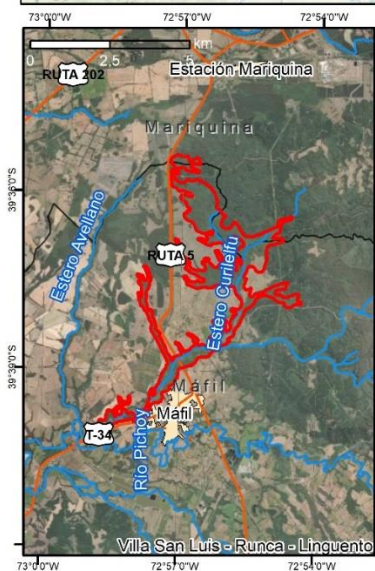 73°0'0"W 72°57'0"W 72°54'0"W
0 2,5 5
km
RUTA 202
Estación Mariquina
Mariquina
39°36'0"S
Estero Avellano
RUTA 5
Estero Curileifu
39°39'0"S
Máfil
Máfil
T-34
Río Pichoy
Villa San Luis - Runca - Linguento
73°0'0"W 72°57'0"W 72°54'0"W